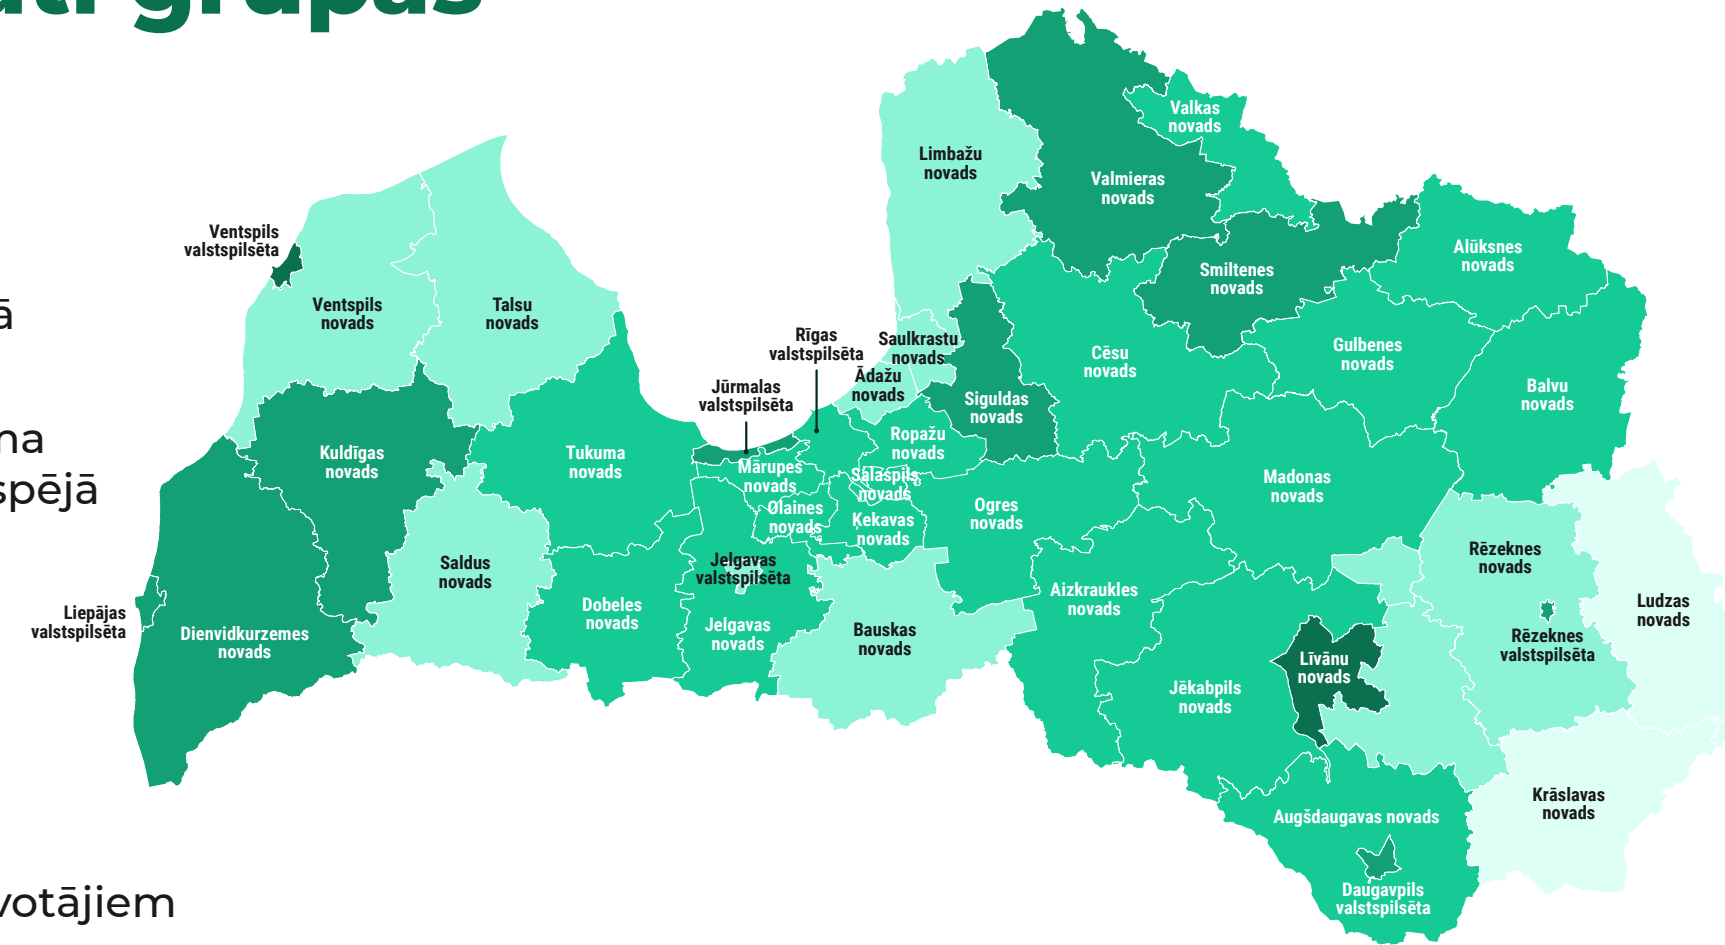 grupas
ā
spējā
votājiem
Ventspils
valstspilsēta
Ventspils
novads
Talsu
novads
Kuldīgas
novads
Liepājas
valstspilsēta
Dienvidkurzemes
novads
Saldus
novads
Tukuma
novads
Dobeles
novads
Jūrmalas
valstspilsēta
Rīgas
valstspilsēta
Mārupes
novads
Olaines
novads
Jelgavas
valstspilsēta
Jelgavas
novads
Bauskas
novads
Ķekavas
novads
Salaspils
novads
Ropažu
novads
Ādažu
novads
Saulkrastu
novads
Limbažu
novads
Siguldas
novads
Ogres
novads
Valmieras
novads
Valkas
novads
Smiltenes
novads
Cēsu
novads
Alūksnes
novads
Gulbenes
novads
Balvu
novads
Madonas
novads
Aizkraukles
novads
Jēkabpils
novads
Līvānu
novads
Rēzeknes
novads
Rēzeknes
valstspilsēta
Ludzas
novads
Krāslavas
novads
Augšdaugavas novads
Daugavpils
valstspilsēta